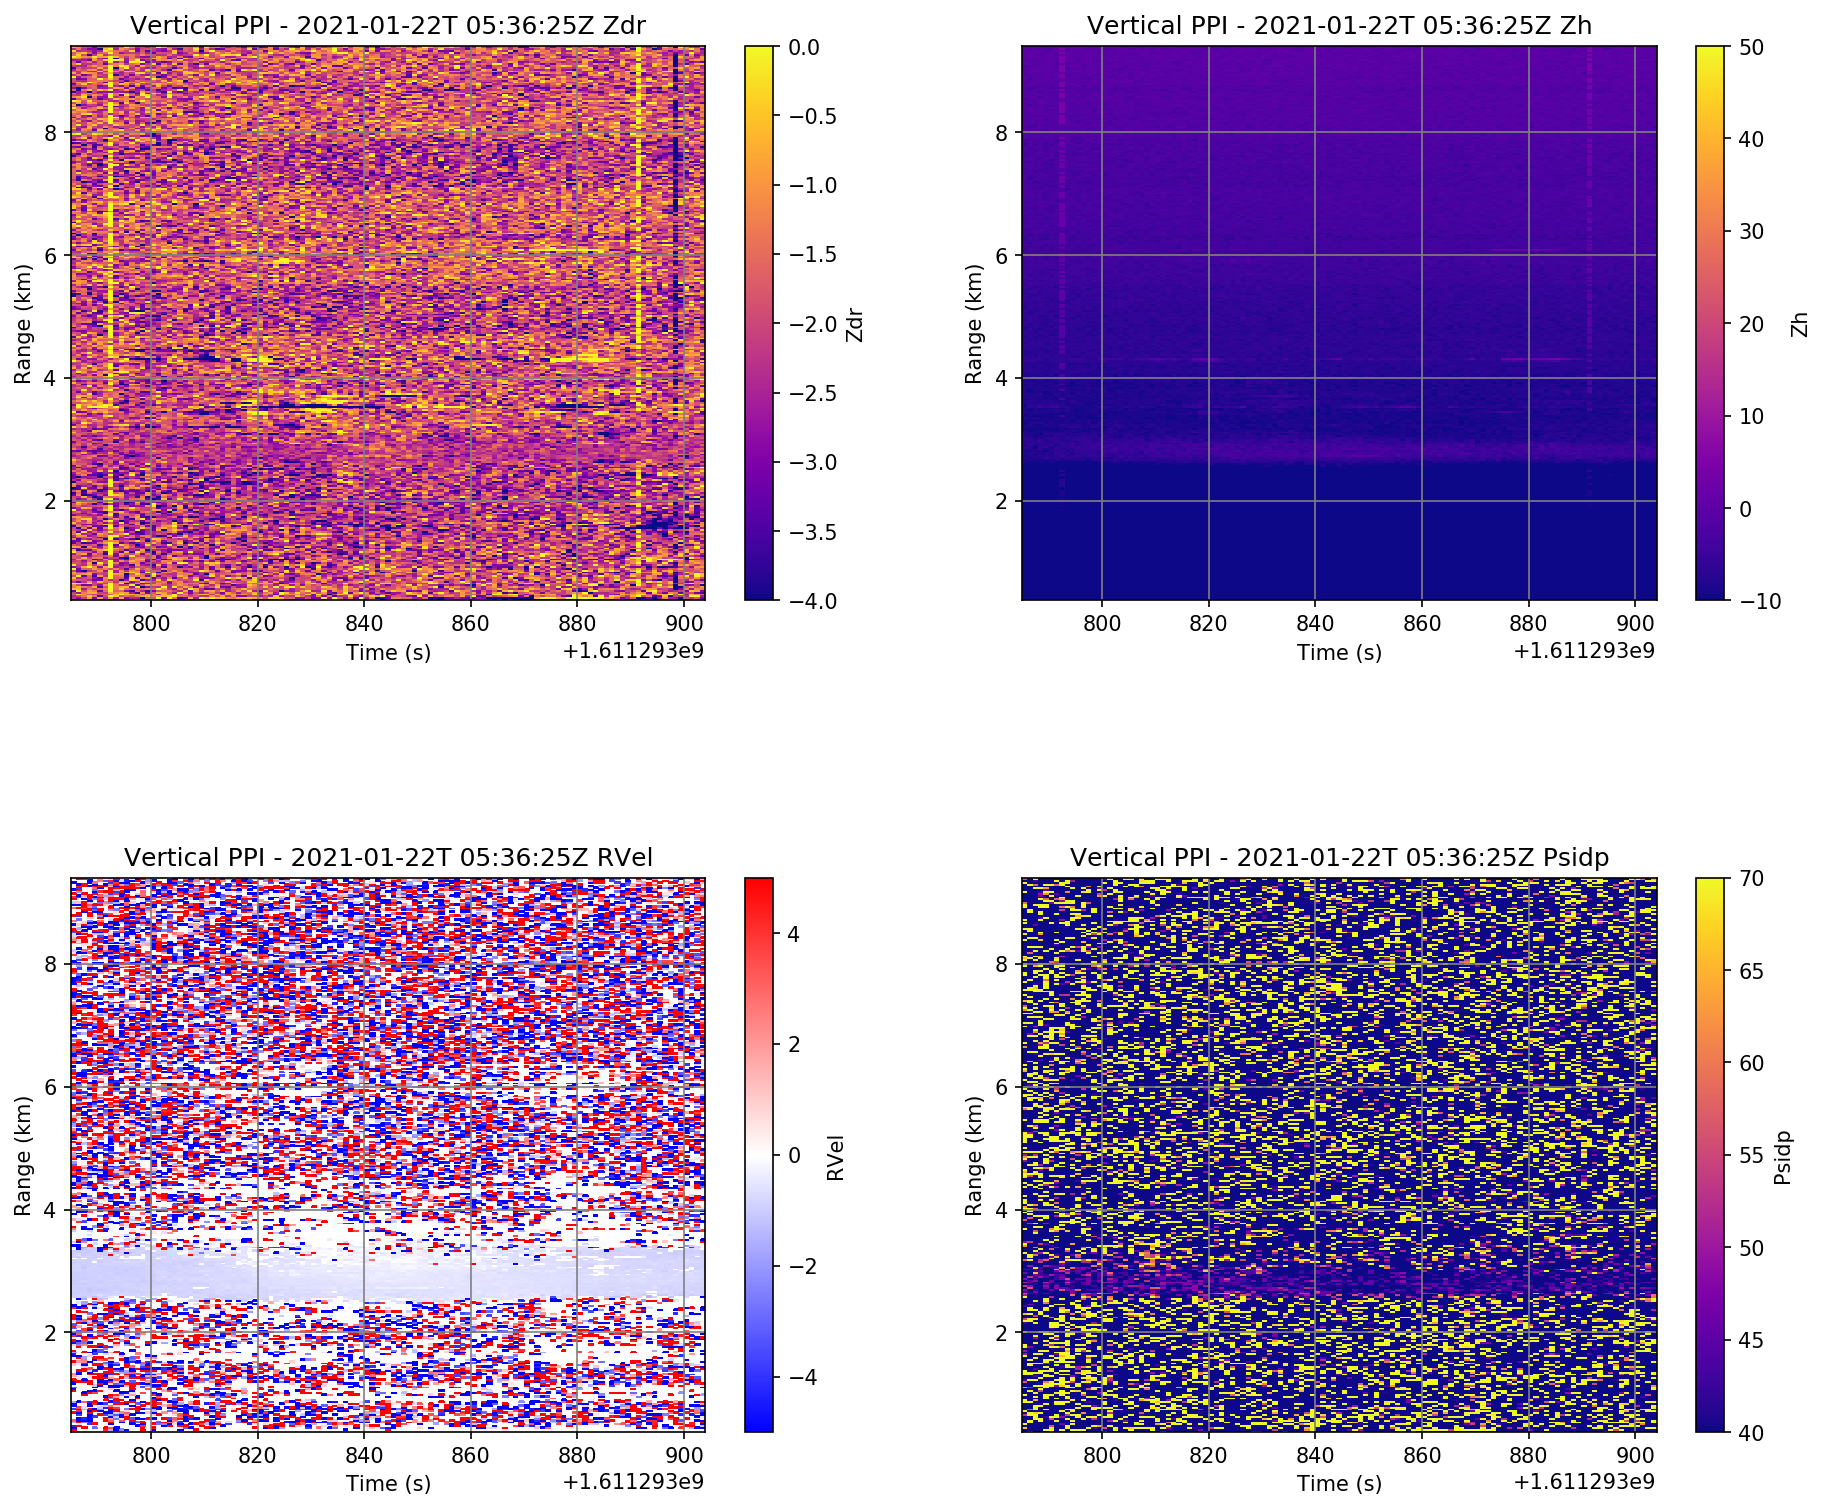 Vertical PPI - 2021-01-22T 05:36:25Z Zdr
Range (km)
8
6
4
2
800 820 840 860 880 900
Time (s)
+1.611293e9
0.0
−0.5
−1.0
−1.5
−2.0
−2.5
−3.0
−3.5
−4.0
Zdr
Vertical PPI - 2021-01-22T 05:36:25Z Zh
Range (km)
8
6
4
2
800 820 840 860 880 900
Time (s)
+1.611293e9
50
40
30
20
10
0
−10
Zh
Vertical PPI - 2021-01-22T 05:36:25Z RVel
Range (km)
8
6
4
2
800 820 840 860 880 900
Time (s)
+1.611293e9
4
2
0
−2
−4
RVel
Vertical PPI - 2021-01-22T 05:36:25Z Psidp
Range (km)
8
6
4
2
800 820 840 860 880 900
Time (s)
+1.611293e9
70
65
60
55
50
45
40
Psidp